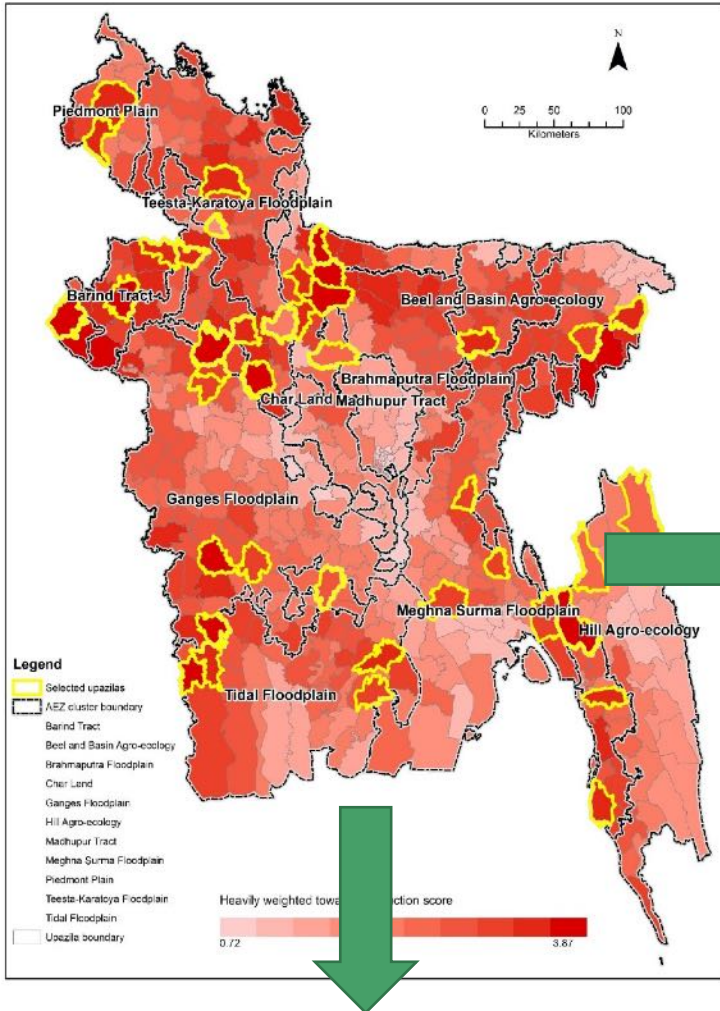 N
0 50 100
Kilometers
Piedmont Plain
Teesta-Karatoya Floodplain
Barind Tract
Beel and Basin Agro-ecology
Brahmaputra Floodplain
Char Land
Madhupur Tract
Ganges Floodplain
Meghna Surma Floodplain
Hill Agro-ecology
Tidal Floodplain
Legend
Selected upazilas
AEZ cluster boundary
Barind Tract
Beel and Basin Agro-ecology
Brahmaputra Floodplain
Char Land
Ganges Floodplain
Hill Agro-ecology
Madhupur Tract
Meghna Surma Floodplain
Piedmont Plain
Teesta-Karatoya Floodplain
Tidal Floodplain
Upazila boundary
Heavily weighted score
0.72 3.87